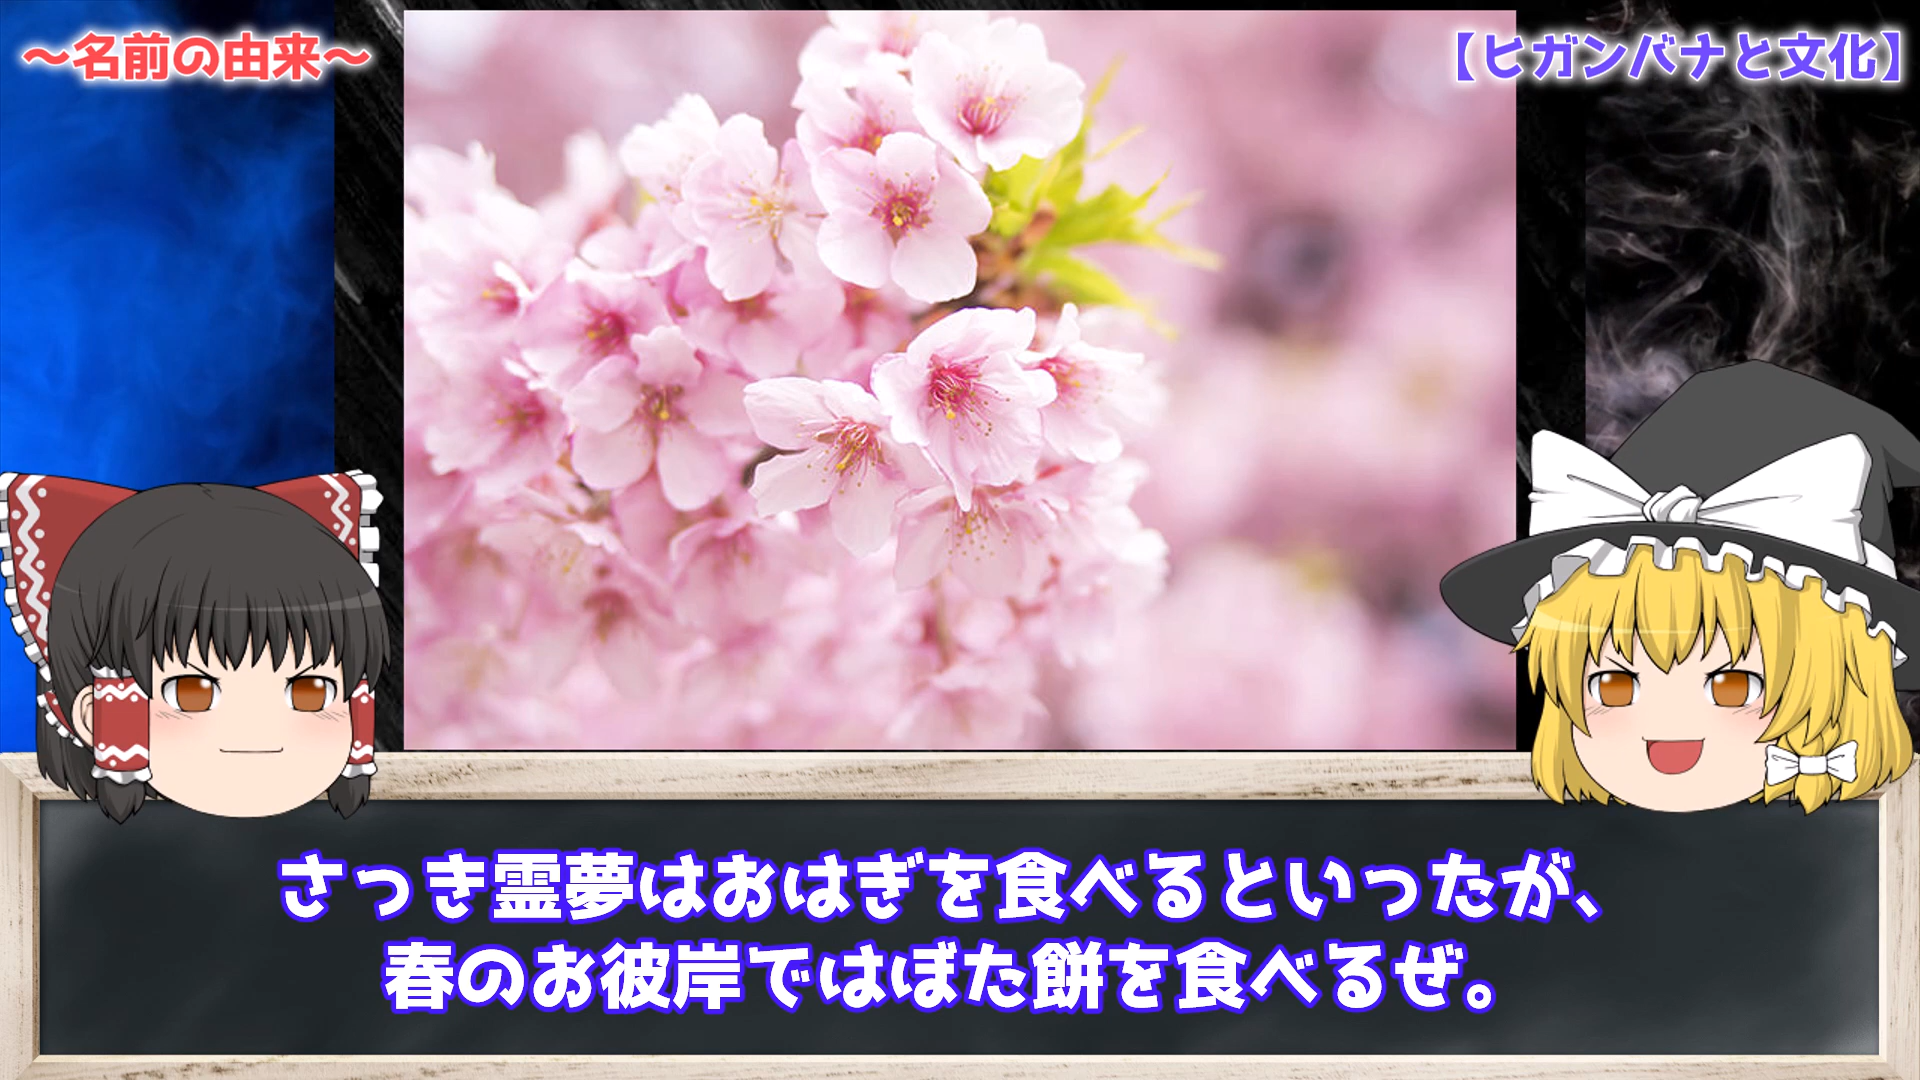 ～名前の由来～
【ヒガンバナと文化】
さっき霊夢はおはぎを食べるといったが、
春のお彼岸ではぼた餅を食べるぜ。